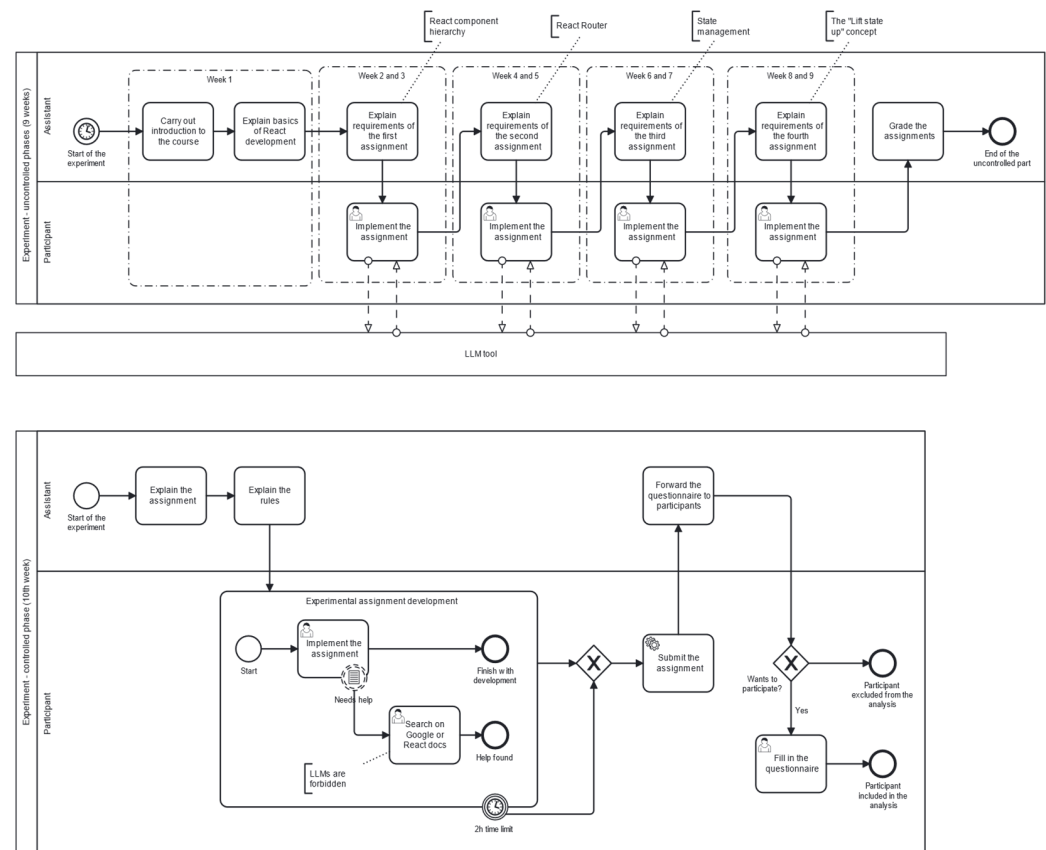 React component
hierarchy
React Router
State
management
The "Lift state
up" concept
Experiment - uncontrolled phases (9 weeks)
Assistant
Week 1
Week 2 and 3
Week 4 and 5
Week 6 and 7
Week 8 and 9
Start of the
experiment
Carry out
introduction to
the course
Explain basics
of React
development
Explain
requirements of
the first
assignment
Explain
requirements of
the second
assignment
Explain
requirements of
the third
assignment
Explain
requirements of
the fourth
assignment
Grade the
assignments
End of the
uncontrolled part
Participant
Implement the
assignment
Implement the
assignment
Implement the
assignment
Implement the
assignment
LLM tool
Experiment - controlled phase (10th week)
Assistant
Start of the
experiment
Explain the
assignment
Explain the
rules
Forward the
questionnaire to
participants
Participant
Experimental assignment development
Start
Implement the
assignment
Needs help
Finish with
development
Search on
Google or
React docs
Help found
LLMs are
forbidden
2h time limit
X
Submit the
assignment
X
Wants to
participate?
Participant
excluded from the
analysis
Yes
Fill in the
questionnaire
Participant
included in the
analysis